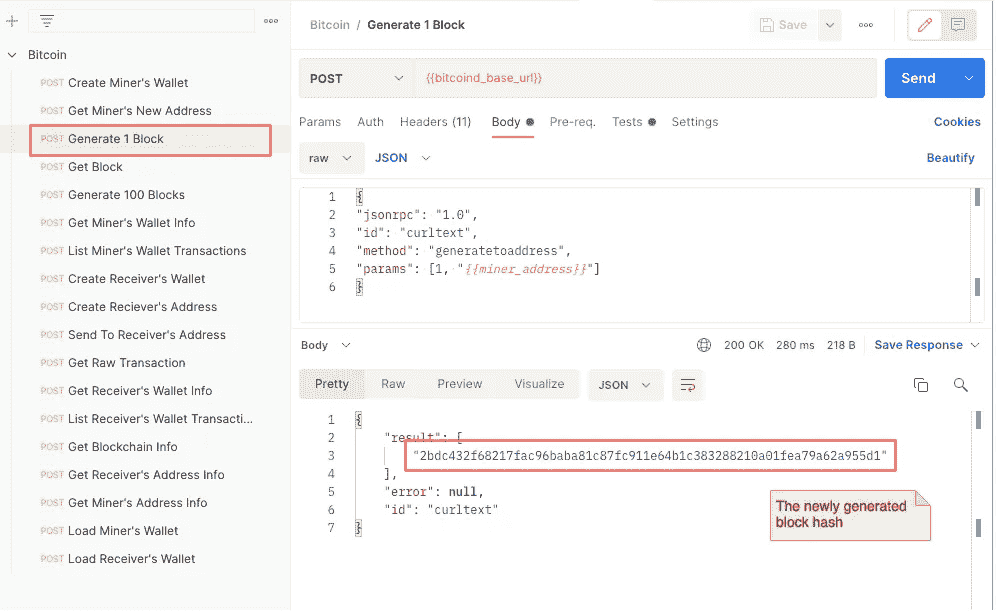 Bitcoin
POST Create Miner's Wallet
POST Get Miner's New Address
POST Generate 1 Block
POST Get Block
POST Generate 100 Blocks
POST Get Miner's Wallet Info
POST List Miner's Wallet Transactions
POST Create Receiver's Wallet
POST Create Reciever's Address
POST Send To Receiver's Address
POST Get Raw Transaction
POST Get Receiver's Wallet Info
POST List Receiver's Wallet Transacti...
POST Get Blockchain Info
POST Get Receiver's Address Info
POST Get Miner's Address Info
POST Load Miner's Wallet
POST Load Receiver's Wallet
Bitcoin / Generate 1 Block
Save
POST {{bitcoind_base_url}} Send
Params Auth Headers (11) Body Pre-req. Tests Settings Cookies
raw JSON Beautify
1 {
2 "jsonrpc": "1.0",
3 "id": "curltext",
4 "method": "generatetoaddress",
5 "params": [1, "{{miner_address}}"]
6 }
Body 200 OK 280 ms 218 B Save Response
Pretty Raw Preview Visualize JSON
1 {
2 "result": [
3 "2bdc432f68217fac96baba81c87fc911e64b1c383288210a01fea79a62a955d1"
4 ],
5 "error": null,
6 "id": "curltext"
7 }
The newly generated
block hash